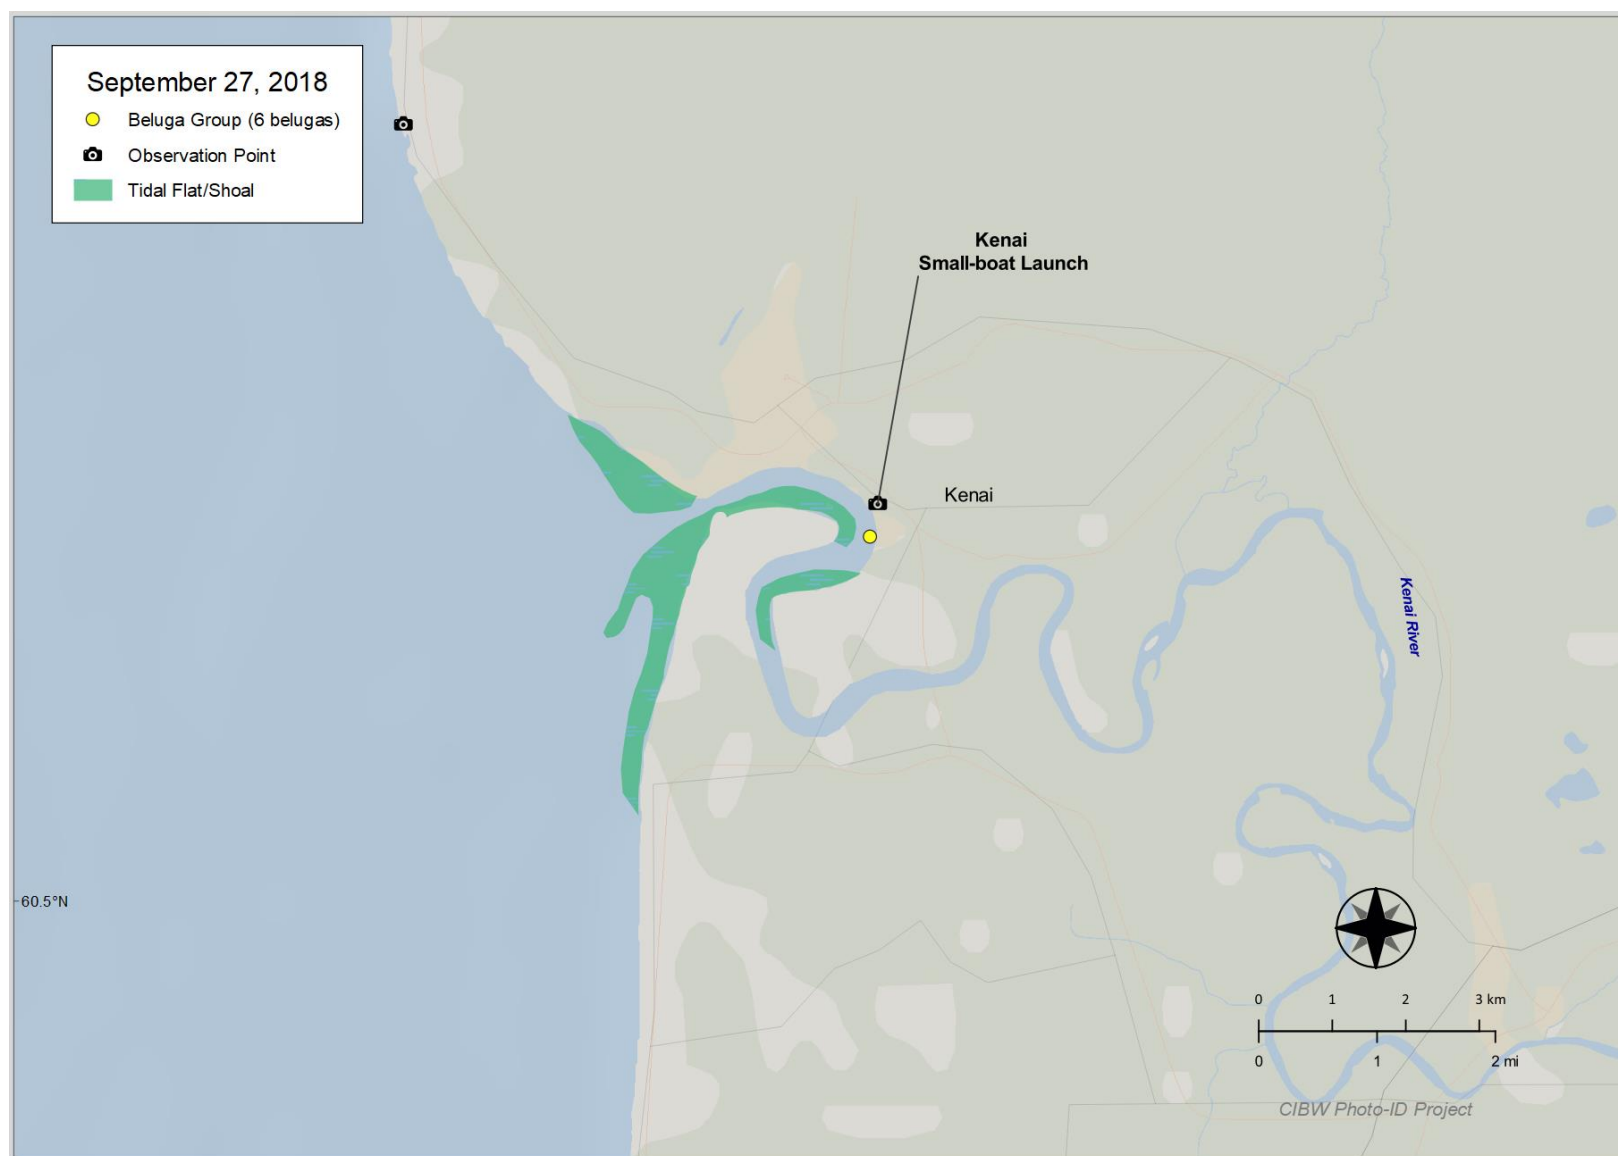 September 27, 2018
Beluga Group (6 belugas)
Observation Point
Tidal Flat/Shoal
Kenai
Small-boat Launch
Kenai
Kenai River
60.5°N
0 1 2 3 km
0 1 2 mi
CIBW Photo-ID Project